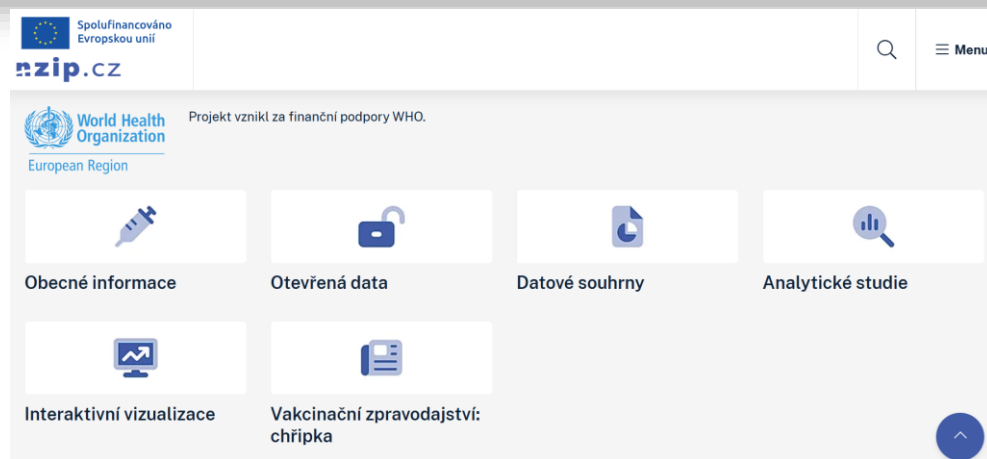 Spolufinancováno
Evropskou unií
nzip.cz
Menu
World Health
Organization
European Region
Projekt vznikl za finanční podpory WHO.
Obecné informace
Otevřená data
Datové souhrny
Analytické studie
Interaktivní vizualizace
Vakcinační zpravodajství:
chřipka